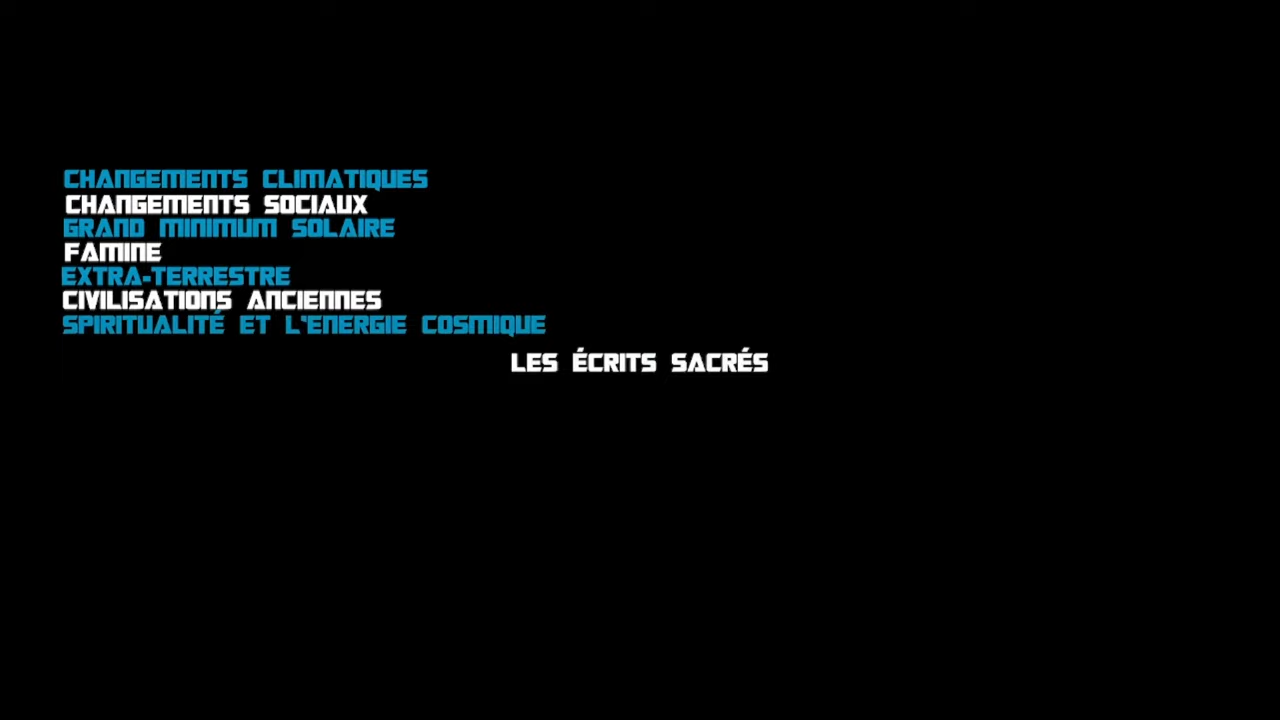 CHANGEMENTS CLIMATIQUES
CHANGEMENTS SOCIAUX
GRAND MINIMUM SOLAIRE
FAMINE
EXTRA-TERRESTRE
CIVILISATIONS ANCIENNES
SPIRITUALITÉ ET L'ENERGIE COSMIQUE
LES ÉCRITS SACRÉS